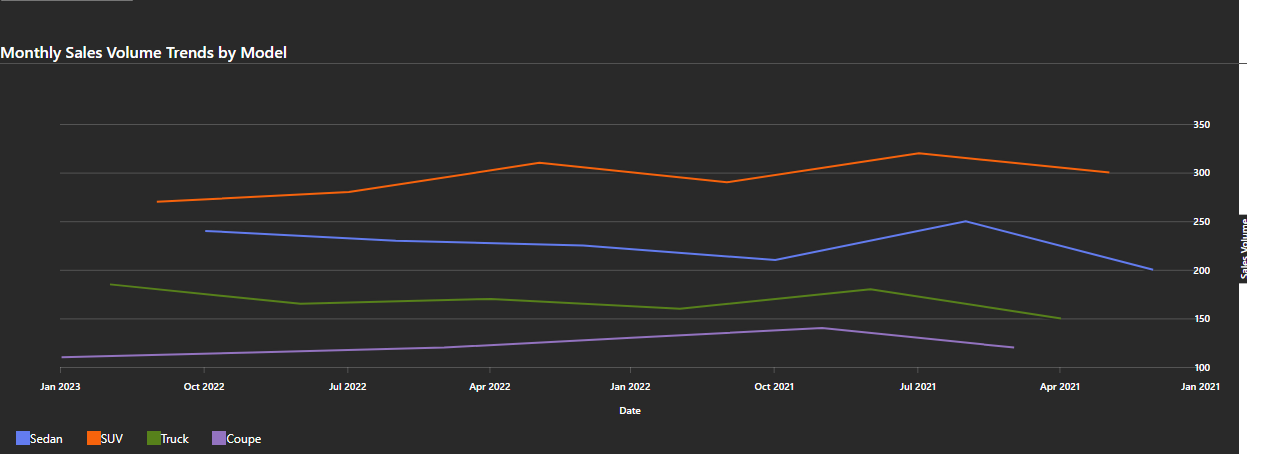 Monthly Sales Volume Trends by Model
350
300
250
200
150
100
Sales Volume
Jan 2023 Oct 2022 Jul 2022 Apr 2022 Jan 2022 Oct 2021 Jul 2021 Apr 2021 Jan 2021
Date
Sedan SUV Truck Coupe